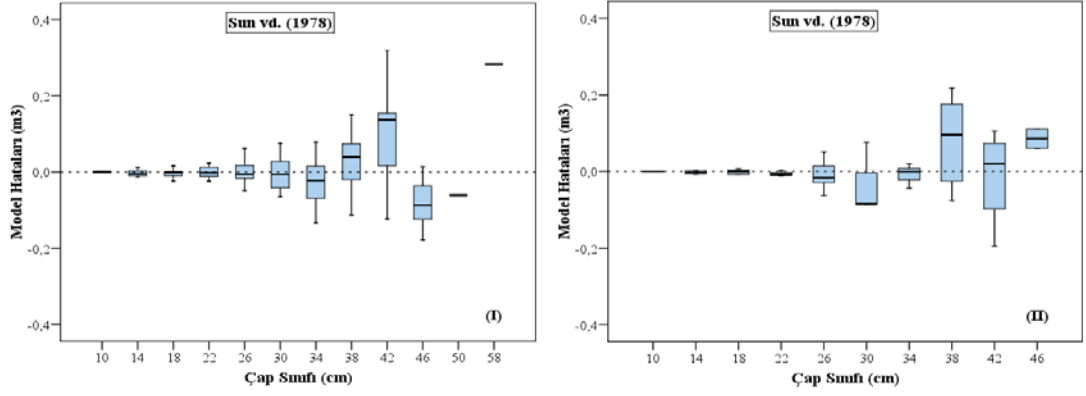 Sun vd. (1978)
Model Hataları (m3)
0,4
0,2
0,0
-0,2
-0,4
(I)
10 14 18 22 26 30 34 38 42 46 50 58
Çap Sınıfı (cm)
Sun vd. (1978)
Model Hataları (m3)
0,4
0,2
0,0
-0,2
-0,4
(II)
10 14 18 22 26 30 34 38 42 46
Çap Sınıfı (cm)